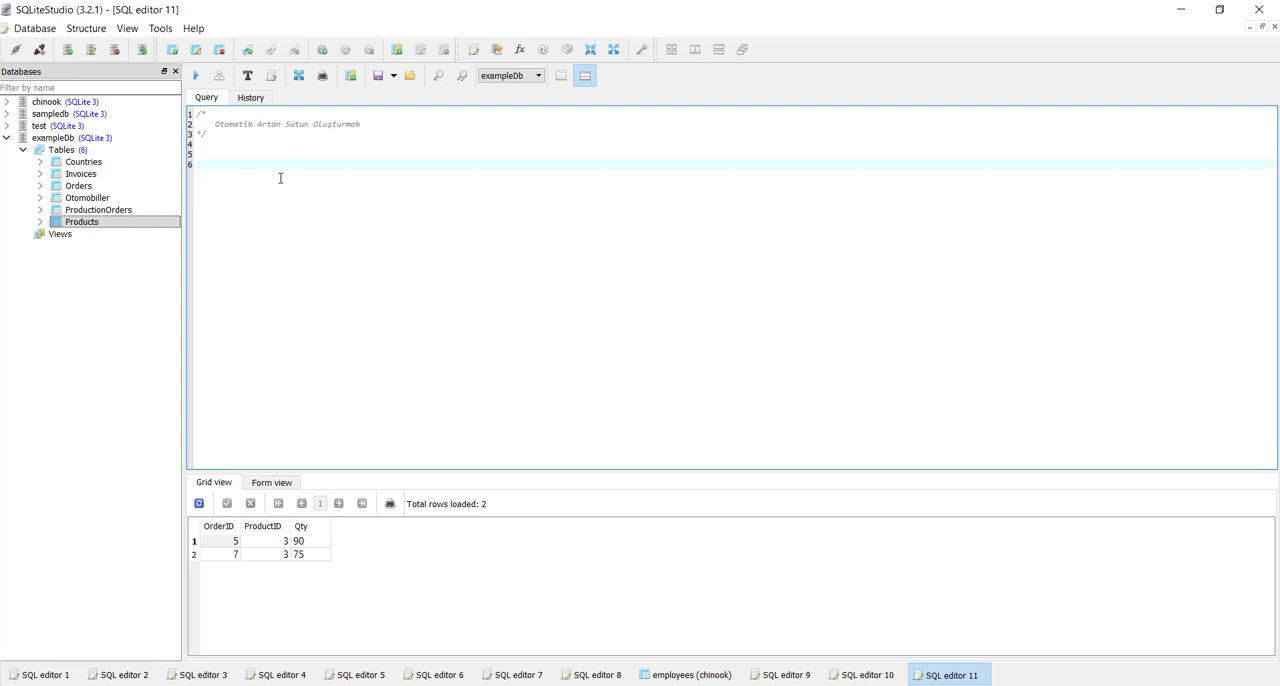 SQLiteStudio (3.2.1) - [SQL editor 11]
Database Structure View Tools Help
Databases
Filter by name
chinook (SQLite 3)
sampledb (SQLite 3)
test (SQLite 3)
exampleDb (SQLite 3)
Tables (6)
Countries
Invoices
Orders
Otomobiller
ProductionOrders
Products
Views
exampleDb
Query History
1 /*
2 Otomatik Artan Sütun Oluşturmak
3 */
4
5
6
Grid view Form view
1 Total rows loaded: 2
OrderID ProductID Qty
1 5 3 90
2 7 3 75
SQL editor 1 SQL editor 2 SQL editor 3 SQL editor 4 SQL editor 5 SQL editor 6 SQL editor 7 SQL editor 8 employees (chinook) SQL editor 9 SQL editor 10 SQL editor 11